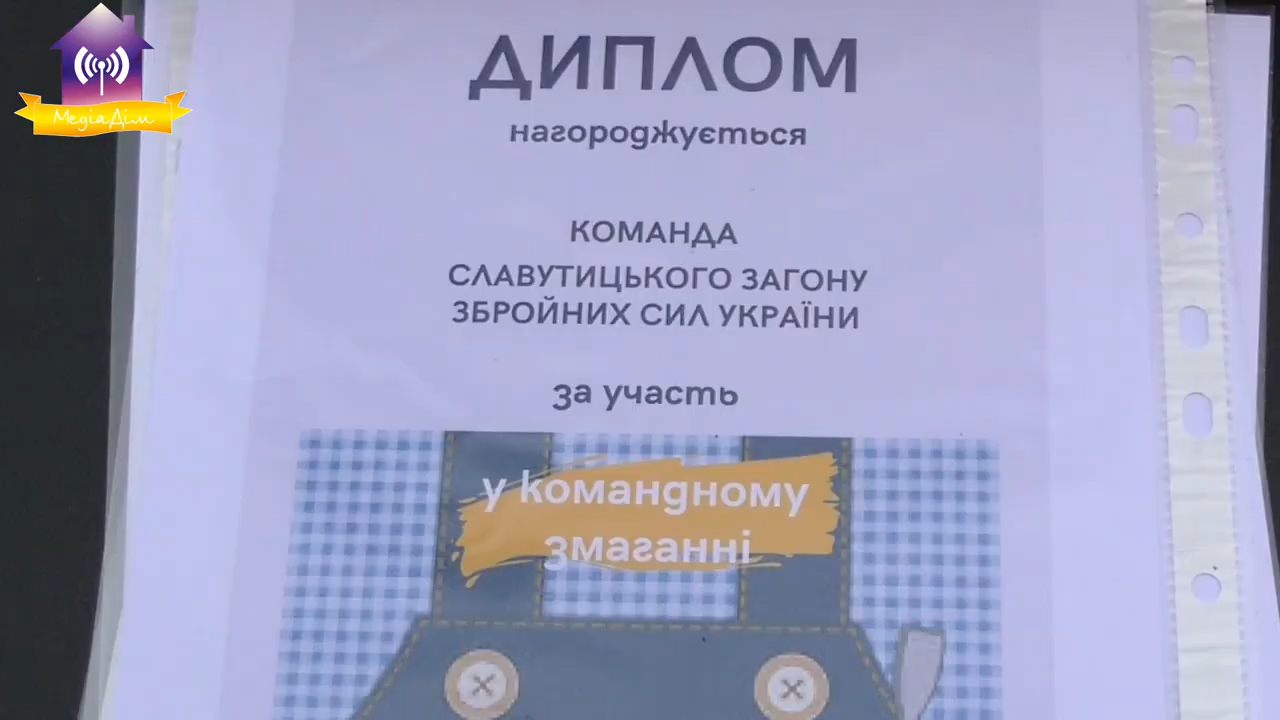 МедіаДім
ДИПЛОМ
нагороджується
КОМАНДА
СЛАВУТИЦЬКОГО ЗАГОНУ
ЗБРОЙНИХ СИЛ УКРАЇНИ
за участь
у командному
змаганні